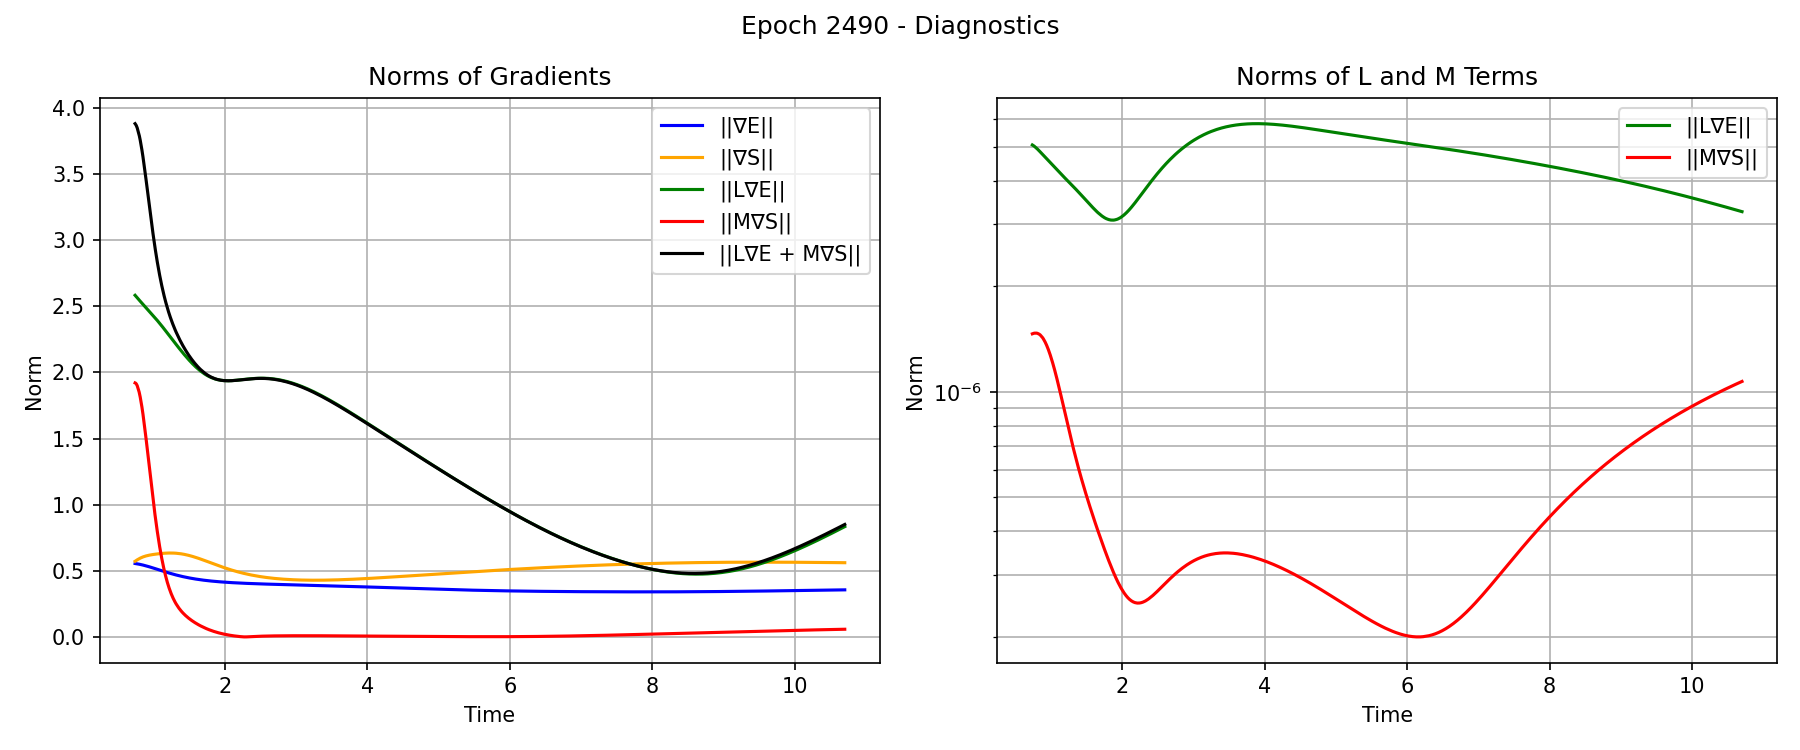 Epoch 2490 - Diagnostics
Norms of Gradients
Norm
4.0
3.5
3.0
2.5
2.0
1.5
1.0
0.5
0.0
||∇E||
||∇S||
||L∇E||
||M∇S||
||L∇E + M∇S||
2 4 6 8 10
Time
Norms of L and M Terms
Norm
10⁻⁶
||L∇E||
||M∇S||
2 4 6 8 10
Time